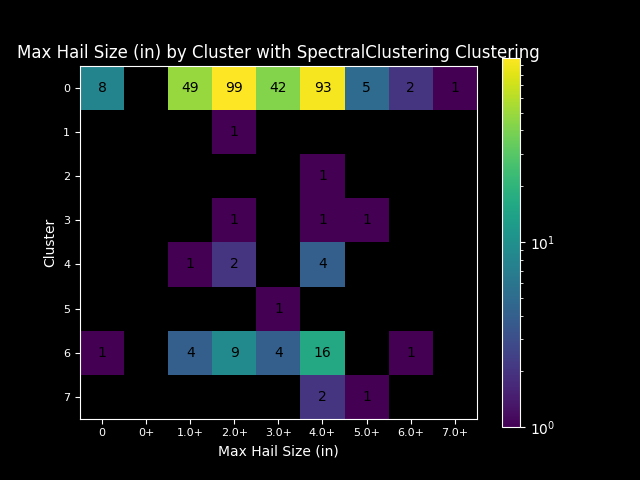 Max Hail Size (in) by Cluster with SpectralClustering Clustering
0 8 49 99 42 93 5 2 1
1 1
2 1
3 1 1 1
4 1 2 4
5 1
6 1 4 9 4 16 1
7 2 1
0 0+ 1.0+ 2.0+ 3.0+ 4.0+ 5.0+ 6.0+ 7.0+
Max Hail Size (in)
Cluster
10¹
10⁰